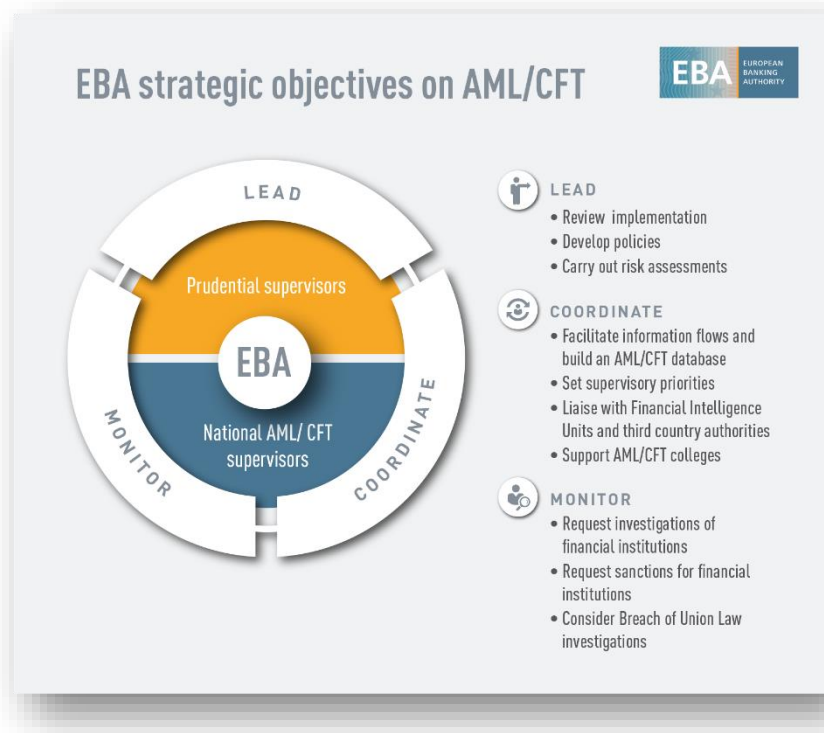 EBA strategic objectives on AML/CFT
EBA
EUROPEAN
BANKING
AUTHORITY
LEAD
Prudential supervisors
EBA
National AML/ CFT
supervisors
MONITOR
COORDINATE
LEAD
• Review implementation
• Develop policies
• Carry out risk assessments
COORDINATE
• Facilitate information flows and
build an AML/CFT database
• Set supervisory priorities
• Liaise with Financial Intelligence
Units and third country authorities
• Support AML/CFT colleges
MONITOR
• Request investigations of
financial institutions
• Request sanctions for financial
institutions
• Consider Breach of Union Law
investigations